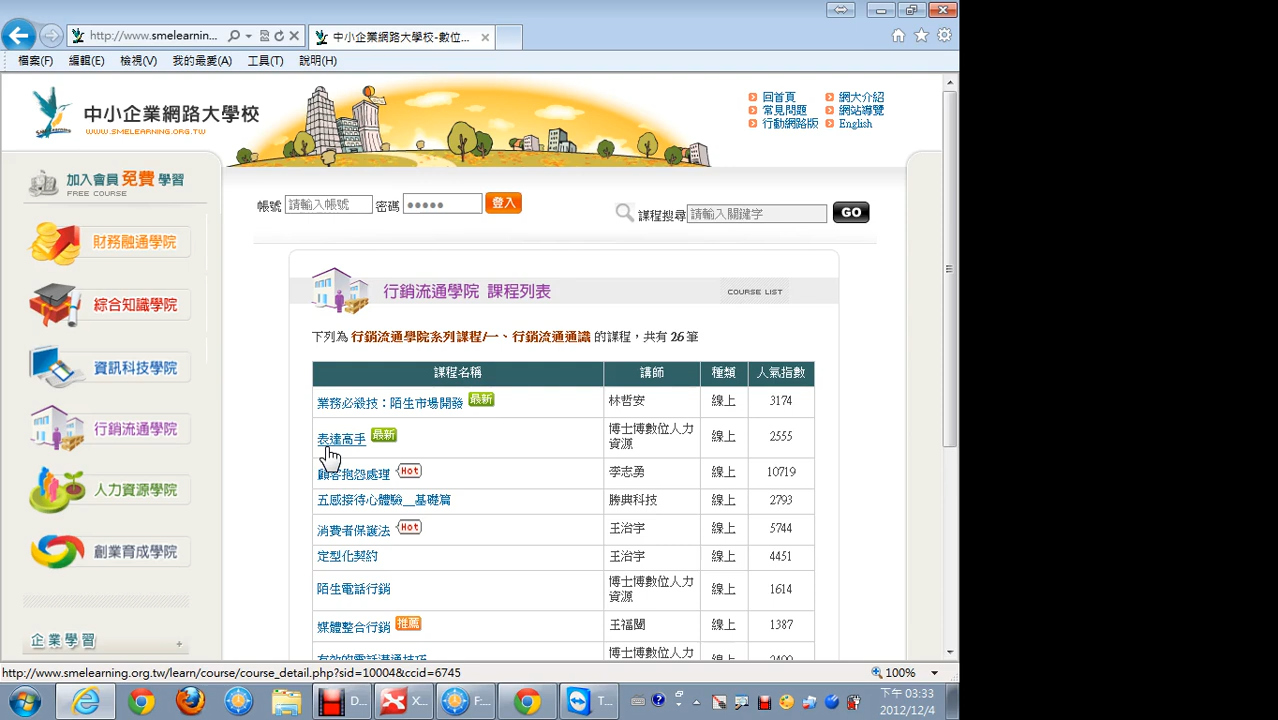 http://www.smelearnin...
中小企業網路大學校-數位...
檔案(F) 編輯(E) 檢視(V) 我的最愛(A) 工具(T) 說明(H)
中小企業網路大學校
WWW.SMELEARNING.ORG.TW
回首頁 網大介紹
常見問題 網站導覽
行動網路版 English
加入會員免費學習
FREE COURSE
帳號 請輸入帳號 密碼 ●●●●● 登入
課程搜尋 請輸入關鍵字 GO
財務融通學院
綜合知識學院
資訊科技學院
行銷流通學院
人力資源學院
創業育成學院
企業學習 +
行銷流通學院 課程列表
COURSE LIST
下列為 行銷流通學院系列課程/一、行銷流通通識 的課程，共有 26 筆
課程名稱 講師 種類 人氣指數
業務必殺技：陌生市場開發 最新 林哲安 線上 3174
表達高手 最新 博士博數位人力資源 線上 2555
顧客抱怨處理 Hot 李志勇 線上 10719
五感接待心體驗__基礎篇 勝典科技 線上 2793
消費者保護法 Hot 王治宇 線上 5744
定型化契約 王治宇 線上 4451
陌生電話行銷 博士博數位人力資源 線上 1614
媒體整合行銷 推薦 王福闓 線上 1387
有效的電話溝通技巧 博士博數位人力 線上
http://www.smelearning.org.tw/learn/course/course_detail.php?sid=10004&ccid=6745
100%
D... X... F... T...
下午 03:33
2012/12/4